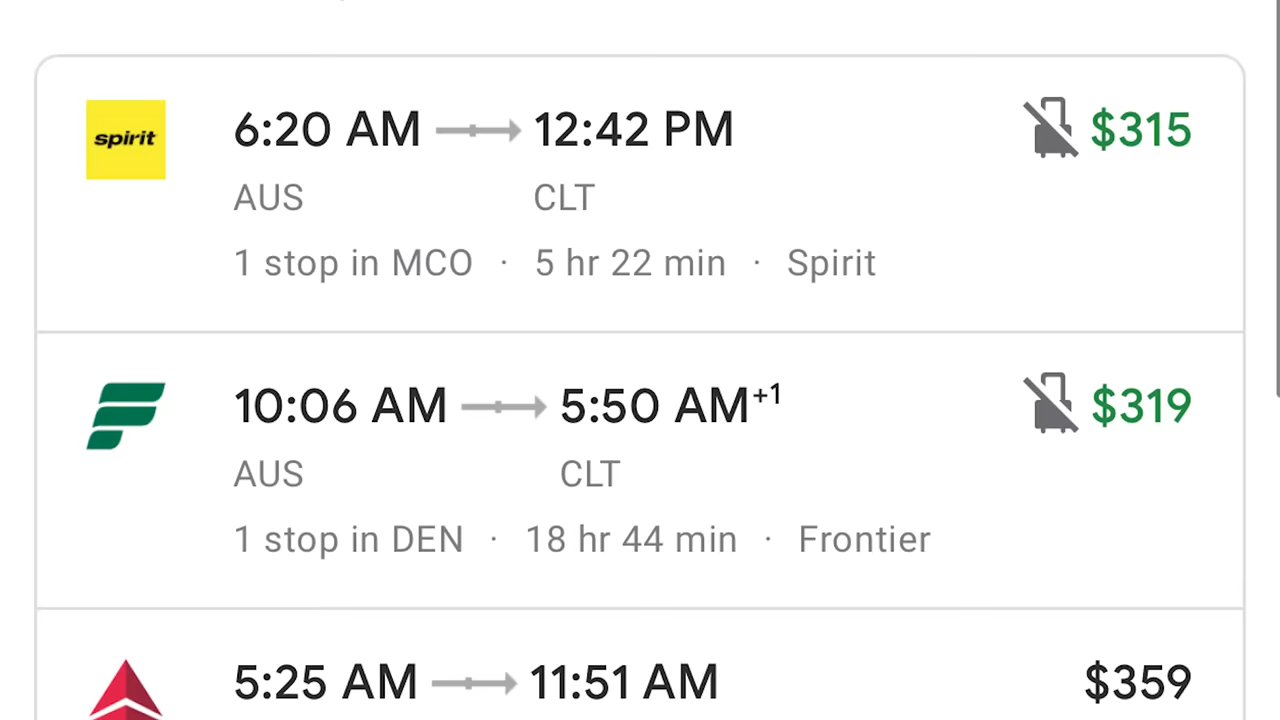 spirit
6:20 AM 12:42 PM $315
AUS CLT
1 stop in MCO · 5 hr 22 min · Spirit
10:06 AM 5:50 AM+1 $319
AUS CLT
1 stop in DEN · 18 hr 44 min · Frontier
5:25 AM 11:51 AM $359